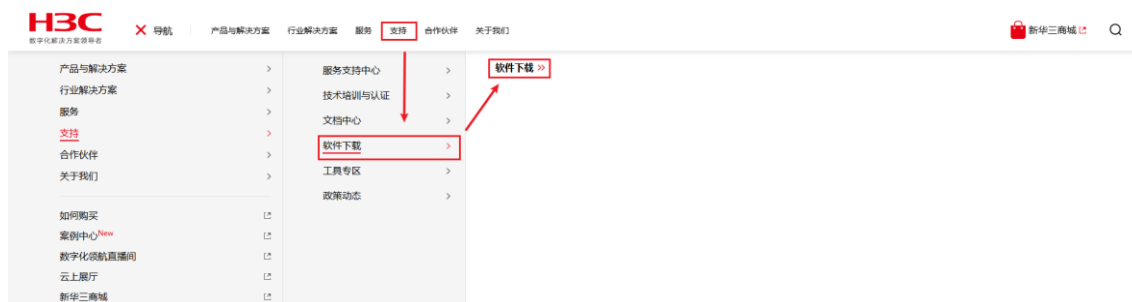 H3C
数字化解决方案领导者
导航
产品与解决方案 行业解决方案 服务 支持 合作伙伴 关于我们
新华三商城
产品与解决方案
行业解决方案
服务
支持
合作伙伴
关于我们
如何购买
案例中心New
数字化领航直播间
云上展厅
新华三商城
服务支持中心
技术培训与认证
文档中心
软件下载
工具专区
政策动态
软件下载 »